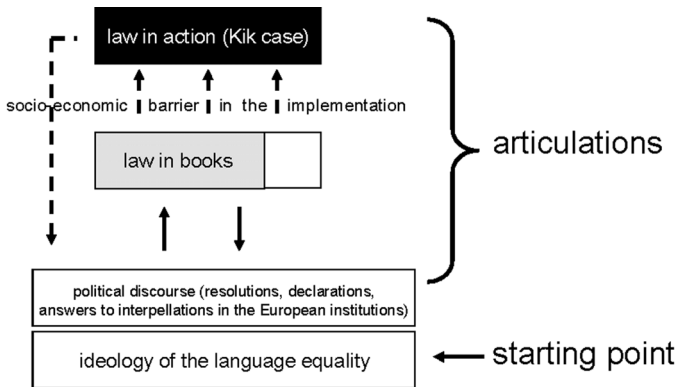 law in action (Kik case)
socio-economic barrier in the implementation
law in books
articulations
political discourse (resolutions, declarations,
answers to interpellations in the European institutions)
ideology of the language equality
starting point